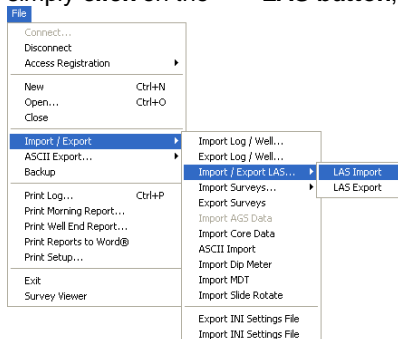 simply click on the LAS button,
File
Connect...
Disconnect
Access Registration
New Ctrl+N
Open... Ctrl+O
Close
Import / Export
ASCII Export...
Backup
Print Log... Ctrl+P
Print Morning Report...
Print Well End Report...
Print Reports to Word®
Print Setup...
Exit
Survey Viewer
Import Log / Well...
Export Log / Well...
Import / Export LAS...
Import Surveys...
Export Surveys
Import AGS Data
Import Core Data
ASCII Import
Import Dip Meter
Import MDT
Import Slide Rotate
Export INI Settings File
Import INI Settings File
LAS Import
LAS Export